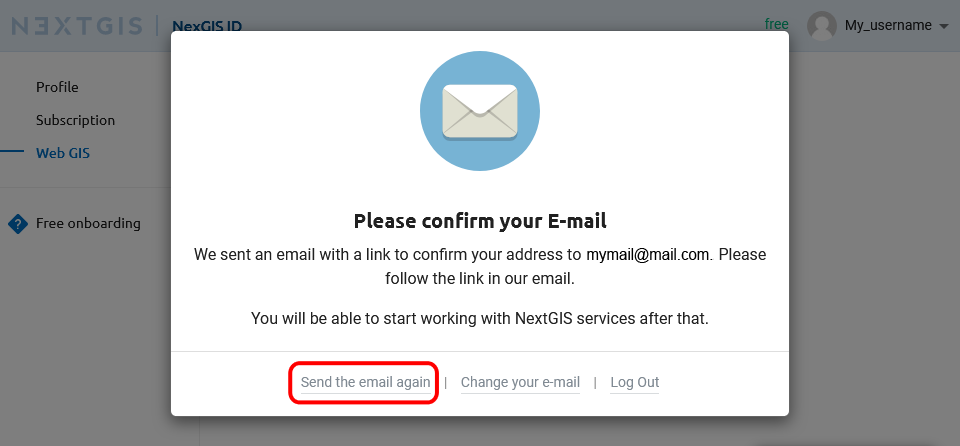 NEXTGIS NexGIS ID free My_username
Profile
Subscription
Web GIS
? Free onboarding
Please confirm your E-mail
We sent an email with a link to confirm your address to mymail@mail.com. Please
follow the link in our email.
You will be able to start working with NextGIS services after that.
Send the email again | Change your e-mail | Log Out